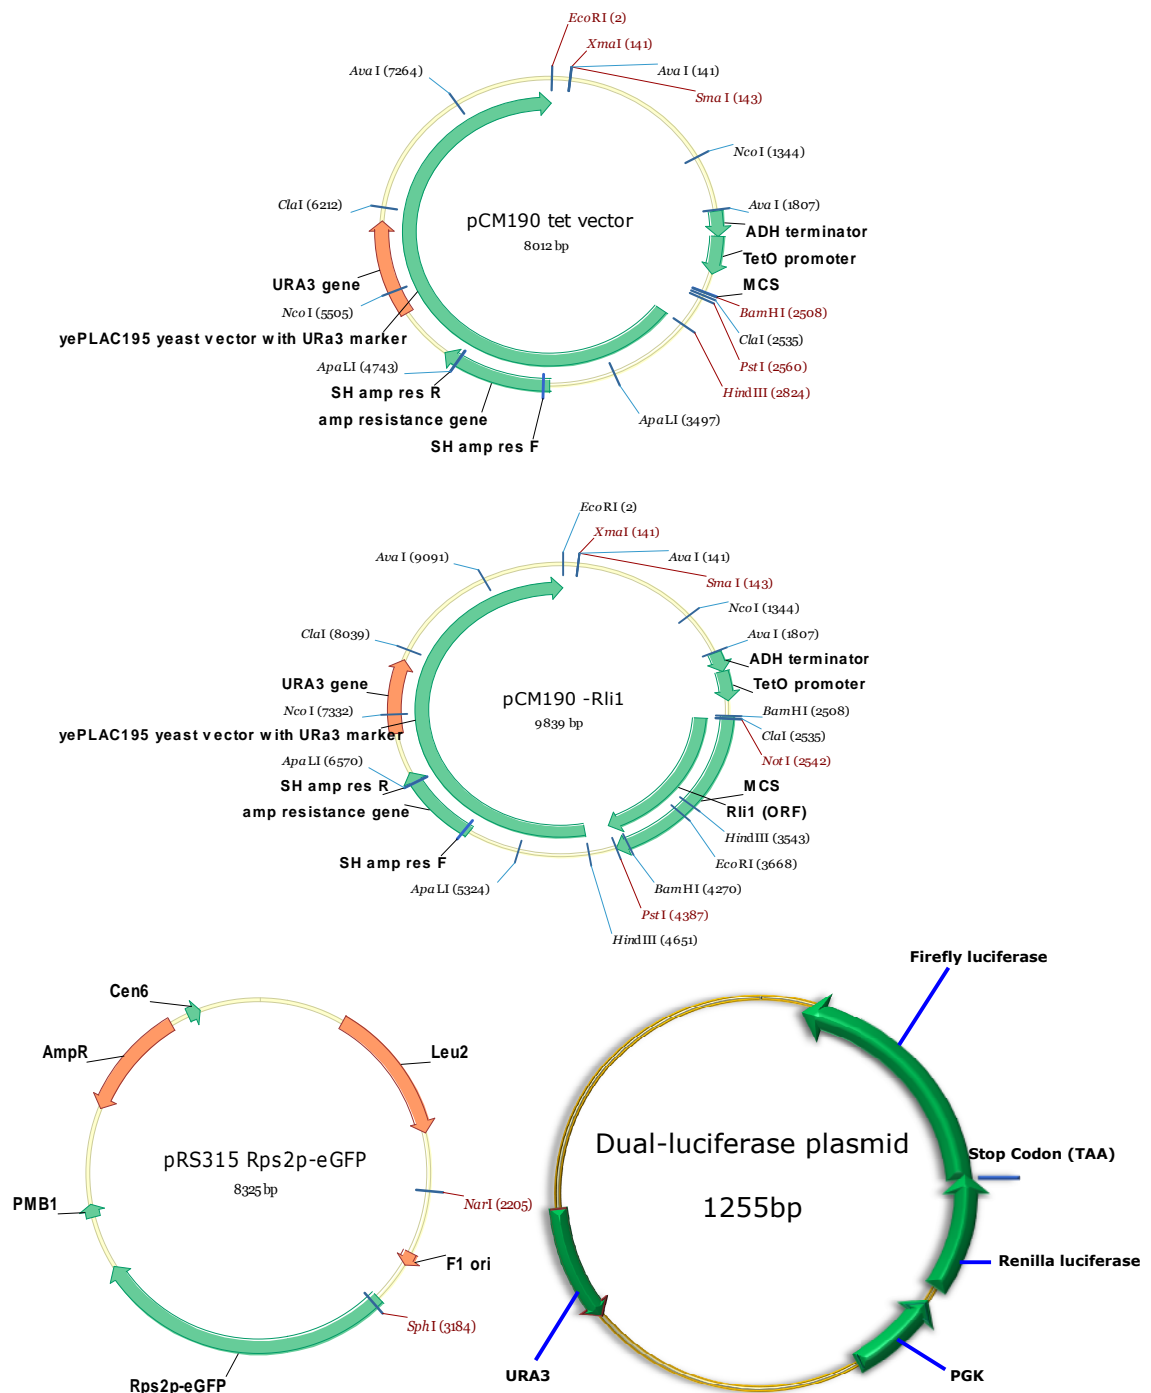 EcoRI (2)
XmaI (141)
Ava I (7264)
Ava I (141)
Sma I (143)
Nco I (1344)
ClaI (6212)
Ava I (1807)
pCM190 tet vector
8012 bp
ADH terminator
TetO promoter
URA3 gene
MCS
Nco I (5505)
BamHI (2508)
yePLAC195 yeast vector with URa3 marker
ClaI (2535)
ApaLI (4743)
PstI (2560)
SH amp res R
HindIII (2824)
amp resistance gene
ApaLI (3497)
SH amp res F
EcoRI (2)
XmaI (141)
Ava I (9091)
Ava I (141)
Sma I (143)
Nco I (1344)
ClaI (8039)
Ava I (1807)
ADH terminator
URA3 gene
TetO promoter
pCM190 -Rli1
9839 bp
Nco I (7332)
BamHI (2508)
yePLAC195 yeast vector with URa3 marker
ClaI (2535)
ApaLI (6570)
Not I (2542)
SH amp res R
MCS
amp resistance gene
Rli1 (ORF)
HindIII (3543)
SH amp res F
EcoRI (3668)
ApaLI (5324)
BamHI (4270)
PstI (4387)
HindIII (4651)
Cen6
AmpR
Leu2
pRS315 Rps2p-eGFP
8325 bp
PMB1
NarI (2205)
F1 ori
SphI (3184)
Rps2p-eGFP
Firefly luciferase
Dual-luciferase plasmid
Stop Codon (TAA)
1255bp
Renilla luciferase
URA3
PGK